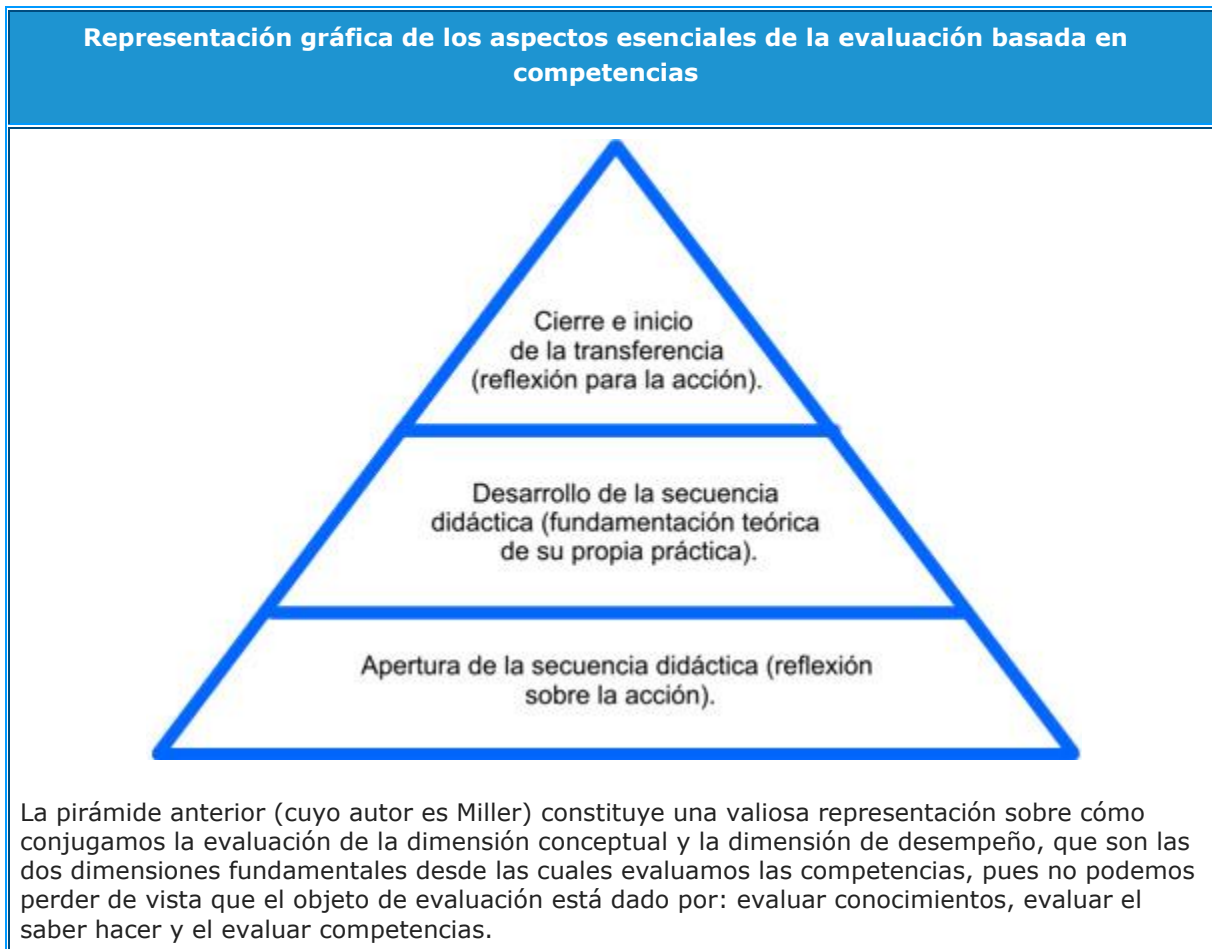 Representación gráfica de los aspectos esenciales de la evaluación basada en
competencias
Cierre e inicio
de la transferencia
(reflexión para la acción).
Desarrollo de la secuencia
didáctica (fundamentación teórica
de su propia práctica).
Apertura de la secuencia didáctica (reflexión
sobre la acción).
La pirámide anterior (cuyo autor es Miller) constituye una valiosa representación sobre cómo
conjugamos la evaluación de la dimensión conceptual y la dimensión de desempeño, que son las
dos dimensiones fundamentales desde las cuales evaluamos las competencias, pues no podemos
perder de vista que el objeto de evaluación está dado por: evaluar conocimientos, evaluar el
saber hacer y el evaluar competencias.